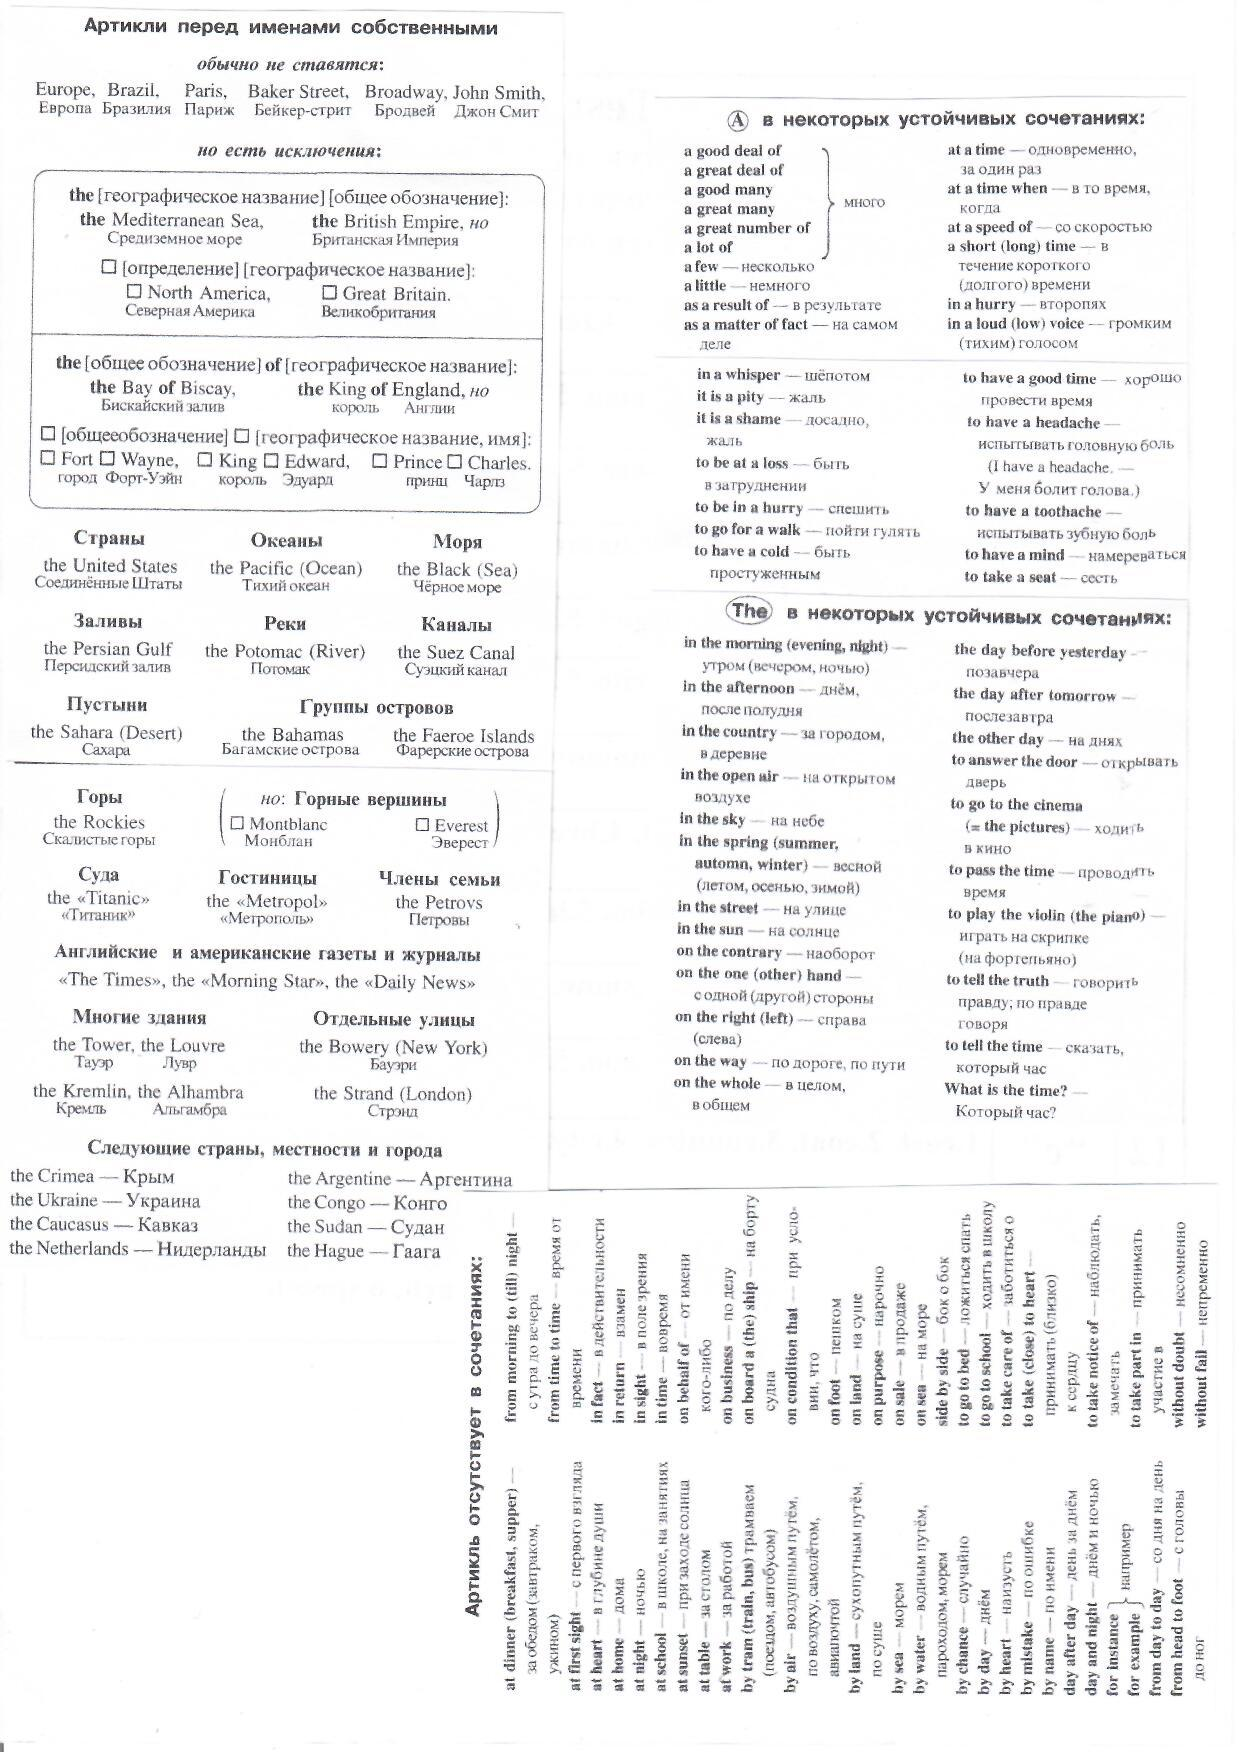 Артикли перед именами собственными
обычно не ставятся:
Europe, Brazil, Paris, Baker Street, Broadway, John Smith,
Европа Бразилия Париж Бейкер-стрит Бродвей Джон Смит
но есть исключения:
the [географическое название] [общее обозначение]:
the Mediterranean Sea, the British Empire, но
Средиземное море Британская Империя
☐ [определение] [географическое название]:
☐ North America, ☐ Great Britain.
Северная Америка Великобритания
the [общее обозначение] of [географическое название]:
the Bay of Biscay, the King of England, но
Бискайский залив король Англии
☐ [общееобозначение] ☐ [географическое название, имя]:
☐ Fort ☐ Wayne, ☐ King ☐ Edward, ☐ Prince ☐ Charles.
город Форт-Уэйн король Эдуард принц Чарлз
Страны Океаны Моря
the United States the Pacific (Ocean) the Black (Sea)
Соединённые Штаты Тихий океан Чёрное море
Заливы Реки Каналы
the Persian Gulf the Potomac (River) the Suez Canal
Персидский залив Потомак Суэцкий канал
Пустыни Группы островов
the Sahara (Desert) the Bahamas the Faeroe Islands
Сахара Багамские острова Фарерские острова
Горы но: Горные вершины
the Rockies ☐ Montblanc ☐ Everest
Скалистые горы Монблан Эверест
Суда Гостиницы Члены семьи
the «Titanic» the «Metropol» the Petrovs
«Титаник» «Метрополь» Петровы
Английские и американские газеты и журналы
«The Times», the «Morning Star», the «Daily News»
Многие здания Отдельные улицы
the Tower, the Louvre the Bowery (New York)
Тауэр Лувр Бауэри
the Kremlin, the Alhambra the Strand (London)
Кремль Альгамбра Стрэнд
Следующие страны, местности и города
the Crimea — Крым the Argentine — Аргентина
the Ukraine — Украина the Congo — Конго
the Caucasus — Кавказ the Sudan — Судан
the Netherlands — Нидерланды the Hague — Гаага
A в некоторых устойчивых сочетаниях:
a good deal of
a great deal of
a good many
a great many
много
a great number of
a lot of
a few — несколько
a little — немного
as a result of — в результате
as a matter of fact — на самом
деле
at a time — одновременно,
за один раз
at a time when — в то время,
когда
at a speed of — со скоростью
a short (long) time — в
течение короткого
(долгого) времени
in a hurry — второпях
in a loud (low) voice — громким
(тихим) голосом
in a whisper — шёпотом
it is a pity — жаль
it is a shame — досадно,
жаль
to be at a loss — быть
в затруднении
to be in a hurry — спешить
to go for a walk — пойти гулять
to have a cold — быть
простуженным
to have a good time — хорошо
провести время
to have a headache —
испытывать головную боль
(I have a headache. —
У меня болит голова.)
to have a toothache —
испытывать зубную боль
to have a mind — намереваться
to take a seat — сесть
The в некоторых устойчивых сочетаниях:
in the morning (evening, night) —
утром (вечером, ночью)
in the afternoon — днём,
после полудня
in the country — за городом,
в деревне
in the open air — на открытом
воздухе
in the sky — на небе
in the spring (summer,
automn, winter) — весной
(летом, осенью, зимой)
in the street — на улице
in the sun — на солнце
on the contrary — наоборот
on the one (other) hand —
с одной (другой) стороны
on the right (left) — справа
(слева)
on the way — по дороге, по пути
on the whole — в целом,
в общем
the day before yesterday —
позавчера
the day after tomorrow —
послезавтра
the other day — на днях
to answer the door — открывать
дверь
to go to the cinema
(= the pictures) — ходить
в кино
to pass the time — проводить
время
to play the violin (the piano) —
играть на скрипке
(на фортепьяно)
to tell the truth — говорить
правду; по правде
говоря
to tell the time — сказать,
который час
What is the time? —
Который час?
Артикль отсутствует в сочетаниях:
at dinner (breakfast, supper) —
за обедом (завтраком,
ужином)
at first sight — с первого взгляда
at heart — в глубине души
at home — дома
at night — ночью
at school — в школе, на занятиях
at sunset — при заходе солнца
at table — за столом
at work — за работой
by tram (train, bus) трамваем
(поездом, автобусом)
by air — воздушным путём,
по воздуху, самолётом,
авиапочтой
by land — сухопутным путём,
по суше
by sea — морем
by water — водным путём,
пароходом, морем
by chance — случайно
by day — днём
by heart — наизусть
by mistake — по ошибке
by name — по имени
day after day — день за днём
day and night — днём и ночью
for instance
for example
например
from day to day — со дня на день
from head to foot — с головы
до ног
from morning to (till) night —
с утра до вечера
from time to time — время от
времени
in fact — в действительности
in return — взамен
in sight — в поле зрения
in time — вовремя
on behalf of — от имени
кого-либо
on business — по делу
on board a (the) ship — на борту
судна
on condition that — при усло-
вии, что
on foot — пешком
on land — на суше
on purpose — нарочно
on sale — в продаже
on sea — на море
side by side — бок о бок
to go to bed — ложиться спать
to go to school — ходить в школу
to take care of — заботиться о
to take (close) to heart —
принимать (близко)
к сердцу
to take notice of — наблюдать,
замечать
to take part in — принимать
участие в
without doubt — несомненно
without fail — непременно